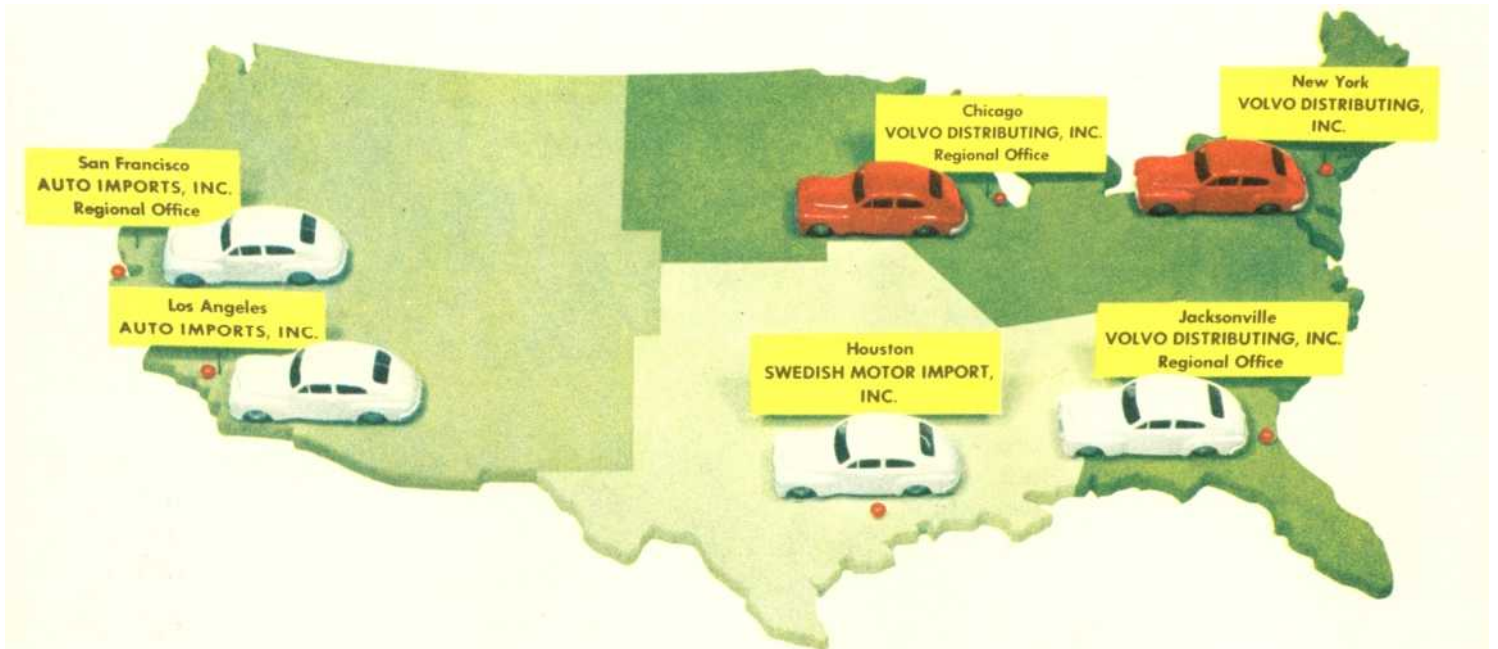 New York
VOLVO DISTRIBUTING,
INC.
Chicago
VOLVO DISTRIBUTING, INC.
Regional Office
San Francisco
AUTO IMPORTS, INC.
Regional Office
Los Angeles
AUTO IMPORTS, INC.
Jacksonville
VOLVO DISTRIBUTING, INC.
Regional Office
Houston
SWEDISH MOTOR IMPORT,
INC.